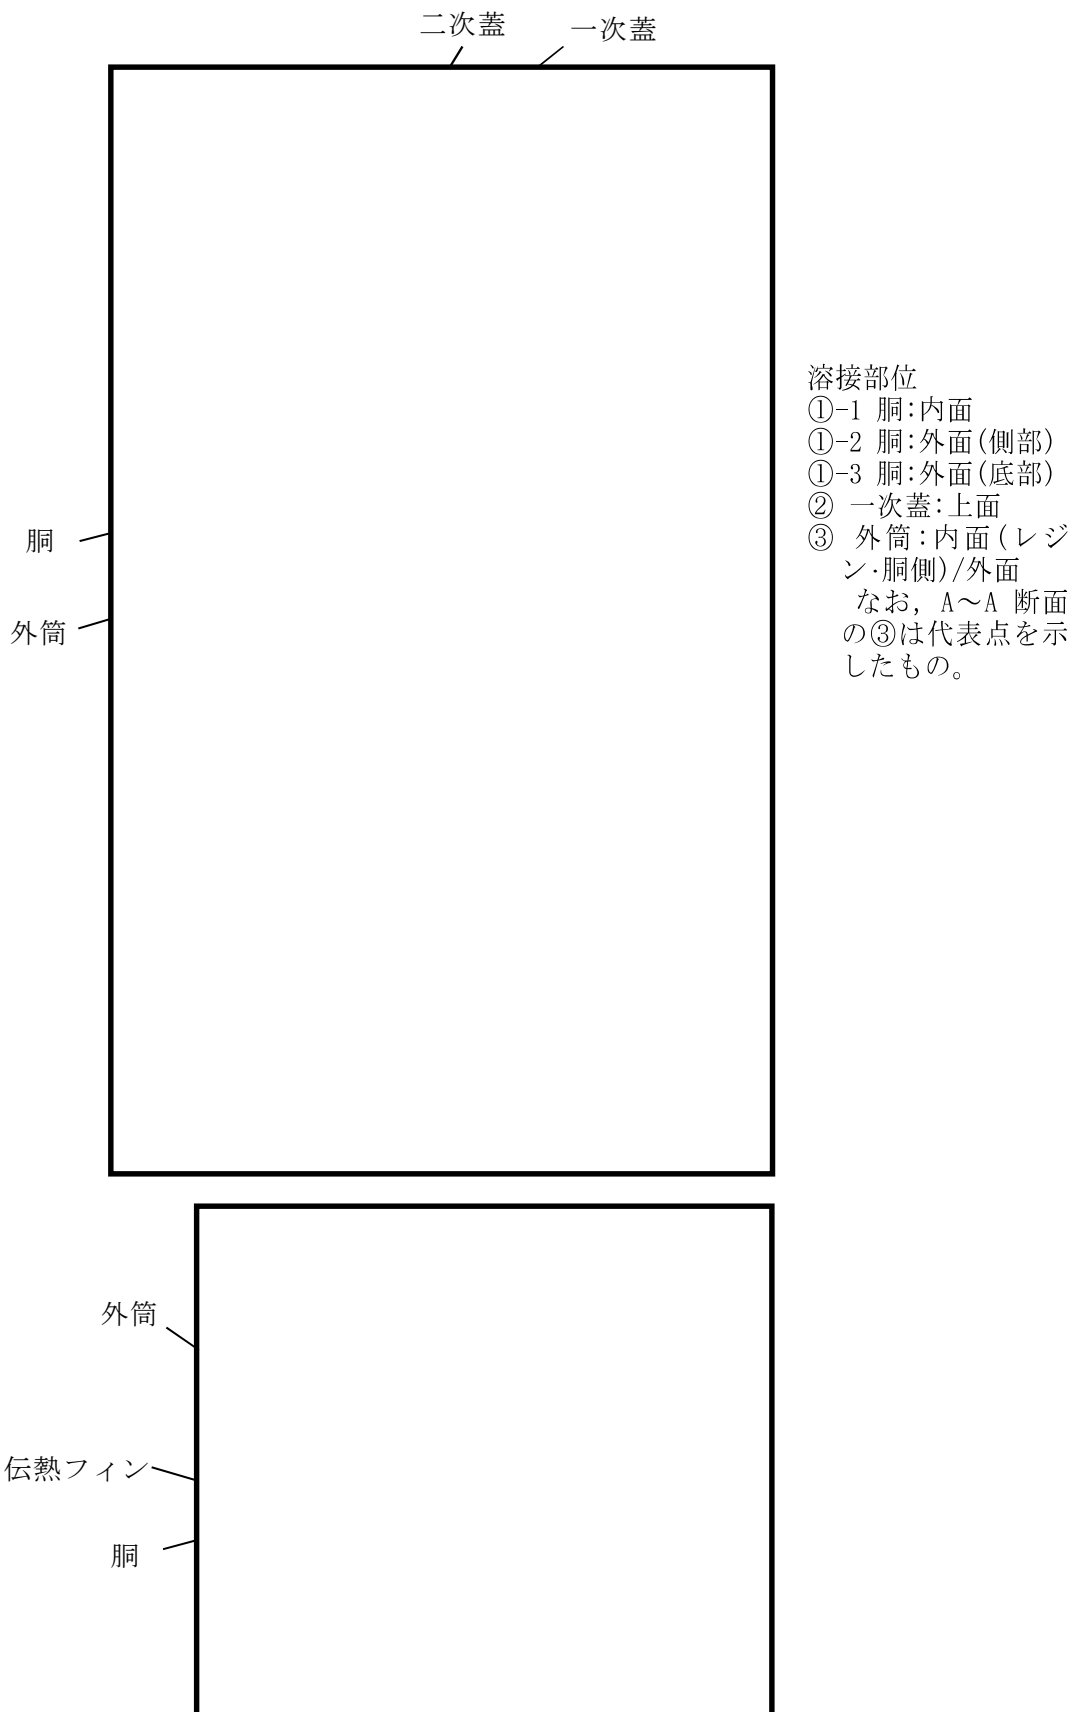 二次蓋
一次蓋
溶接部位
①-1 胴:内面
①-2 胴:外面(側部)
①-3 胴:外面(底部)
② 一次蓋:上面
③ 外筒:内面(レジ
ン・胴側)/外面
なお, A～A 断面
の③は代表点を示
したもの。
胴
外筒
外筒
伝熱フィン
胴